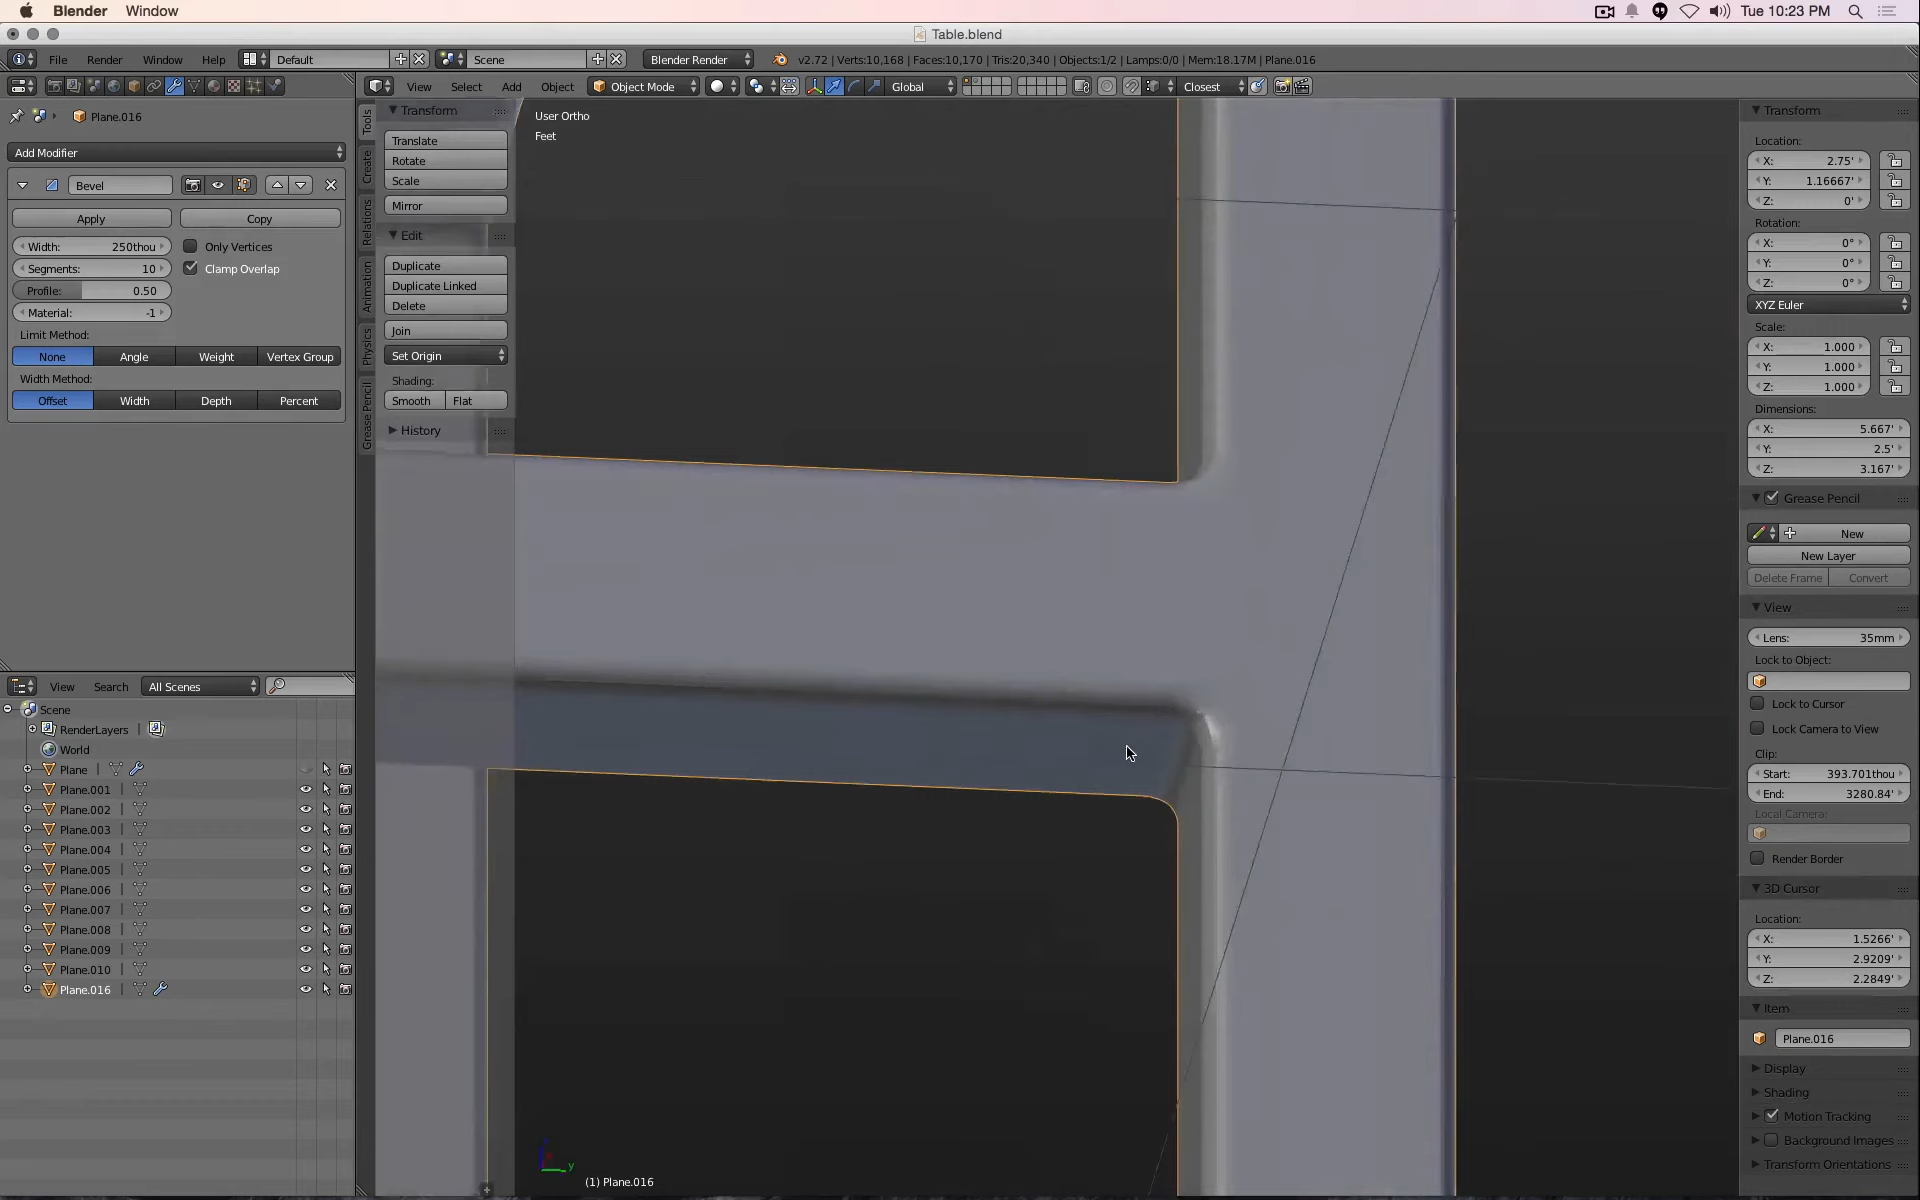 Blender Window Tue 10:23 PM
Table.blend
File Render Window Help Default Scene Blender Render v2.72 | Verts:10,168 | Faces:10,170 | Tris:20,340 | Objects:1/2 | Lamps:0/0 | Mem:18.17M | Plane.016
View Select Add Object Object Mode Global Closest
Plane.016
Add Modifier
Bevel
Apply Copy
Width: 250thou Only Vertices
Segments: 10 Clamp Overlap
Profile: 0.50
Material: -1
Limit Method:
None Angle Weight Vertex Group
Width Method:
Offset Width Depth Percent
View Search All Scenes
Scene
RenderLayers |
World
Plane |
Plane.001 |
Plane.002 |
Plane.003 |
Plane.004 |
Plane.005 |
Plane.006 |
Plane.007 |
Plane.008 |
Plane.009 |
Plane.010 |
Plane.016 |
Tools
Create
Relations
Animation
Physics
Grease Pencil
Transform
Translate
Rotate
Scale
Mirror
Edit
Duplicate
Duplicate Linked
Delete
Join
Set Origin
Shading:
Smooth Flat
History
User Ortho
Feet
y
(1) Plane.016
Transform
Location:
X: 2.75'
Y: 1.16667'
Z: 0'
Rotation:
X: 0°
Y: 0°
Z: 0°
XYZ Euler
Scale:
X: 1.000
Y: 1.000
Z: 1.000
Dimensions:
X: 5.667'
Y: 2.5'
Z: 3.167'
Grease Pencil
New
New Layer
Delete Frame Convert
View
Lens: 35mm
Lock to Object:
Lock to Cursor
Lock Camera to View
Clip:
Start: 393.701thou
End: 3280.84'
Local Camera:
Render Border
3D Cursor
Location:
X: 1.5266'
Y: 2.9209'
Z: 2.2849'
Item
Plane.016
Display
Shading
Motion Tracking
Background Images
Transform Orientations